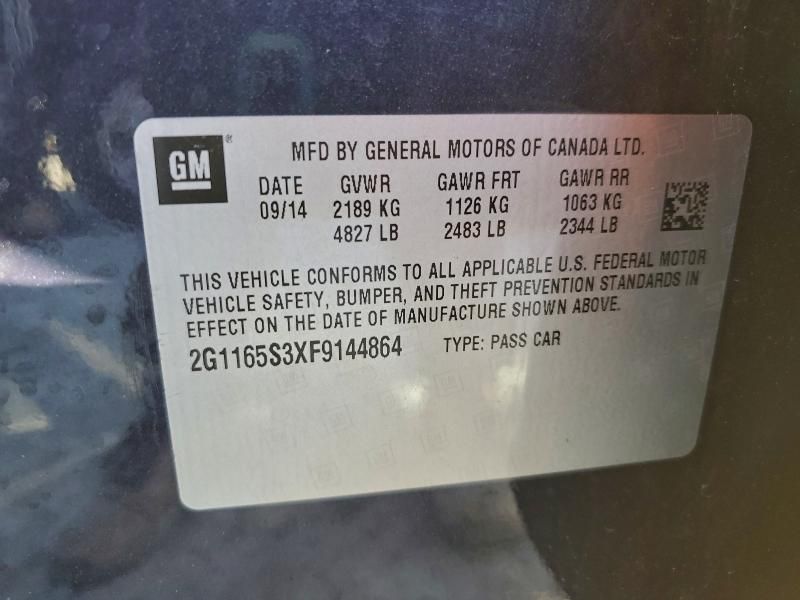 GM®
MFD BY GENERAL MOTORS OF CANADA LTD.
DATE GVWR GAWR FRT GAWR RR
09/14 2189 KG 1126 KG 1063 KG
4827 LB 2483 LB 2344 LB
THIS VEHICLE CONFORMS TO ALL APPLICABLE U.S. FEDERAL MOTOR
VEHICLE SAFETY, BUMPER, AND THEFT PREVENTION STANDARDS IN
EFFECT ON THE DATE OF MANUFACTURE SHOWN ABOVE.
2G1165S3XF9144864 TYPE: PASS CAR